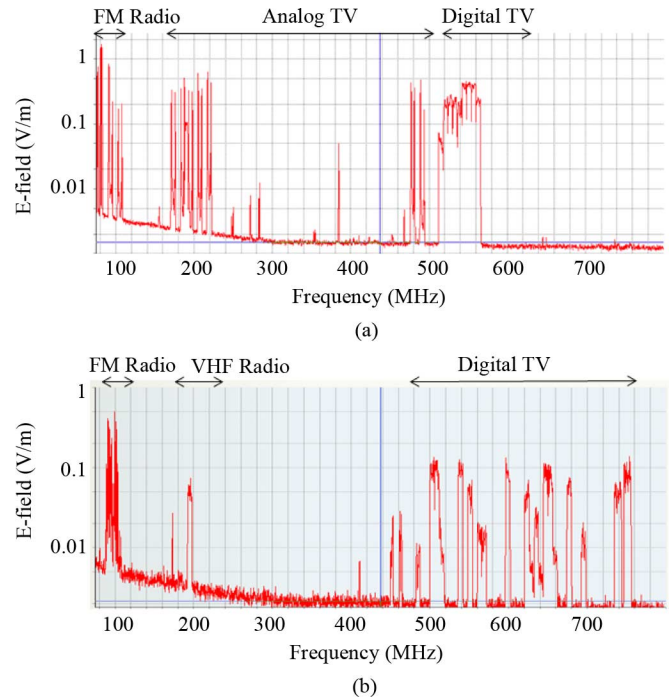 FM Radio Analog TV Digital TV
1
0.1
0.01
E-field (V/m)
100 200 300 400 500 600 700
Frequency (MHz)
(a)
FM Radio VHF Radio Digital TV
1
0.1
0.01
E-field (V/m)
100 200 300 400 500 600 700
Frequency (MHz)
(b)